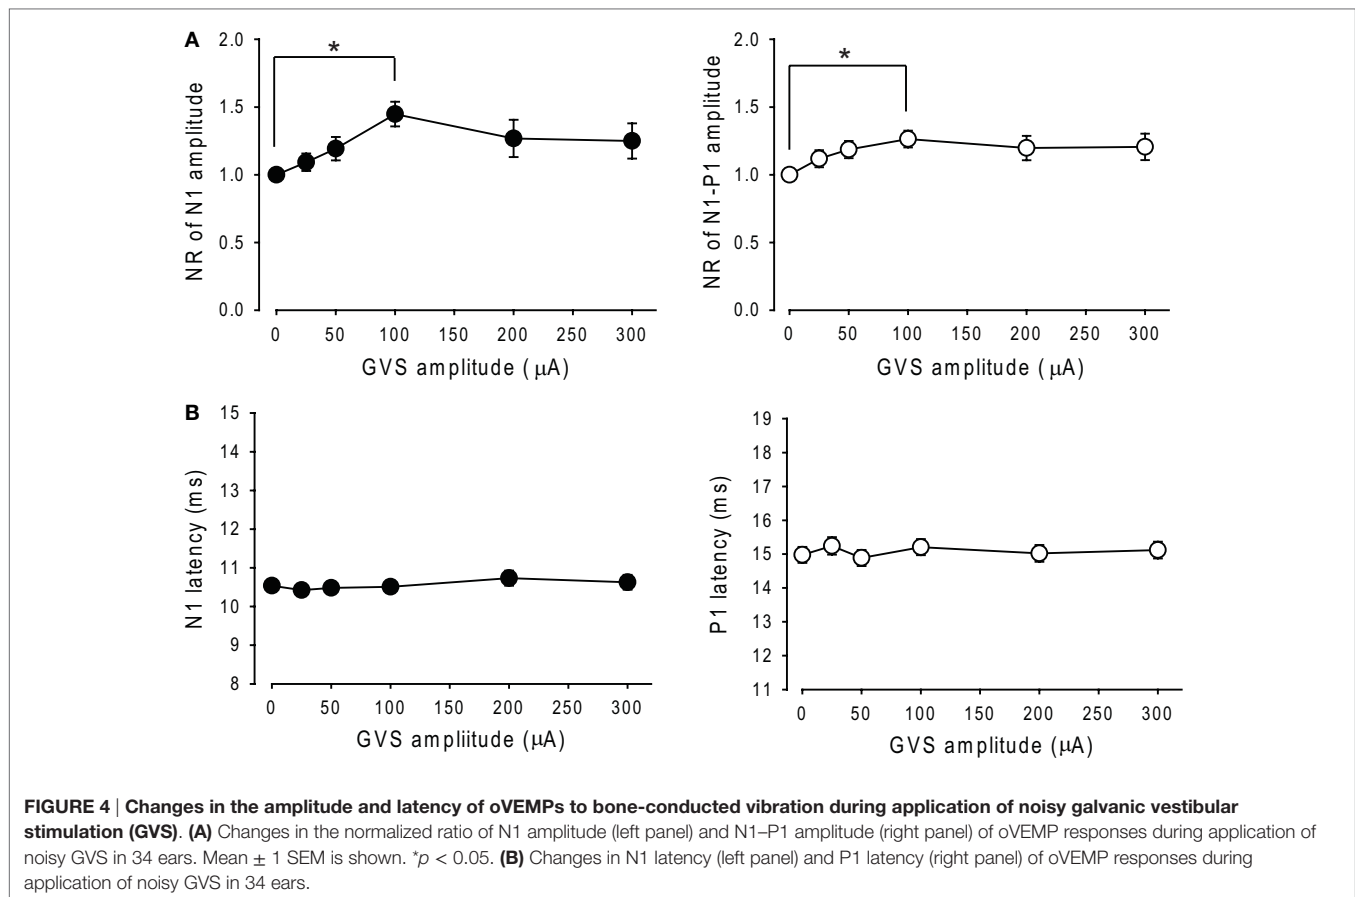 A
*
2.0
1.5
1.0
0.5
0.0
NR of N1 amplitude
0 50 100 150 200 250 300
GVS amplitude ( μA)
*
2.0
1.5
1.0
0.5
0.0
NR of N1-P1 amplitude
0 50 100 150 200 250 300
GVS amplitude ( μA)
B
15
14
13
12
11
10
9
8
N1 latency (ms)
0 50 100 150 200 250 300
GVS ampliitude (μA)
19
18
17
16
15
14
13
12
11
P1 latency (ms)
0 50 100 150 200 250 300
GVS amplitude (μA)
FIGURE 4 | Changes in the amplitude and latency of oVEMPs to bone-conducted vibration during application of noisy galvanic vestibular
stimulation (GVS). (A) Changes in the normalized ratio of N1 amplitude (left panel) and N1–P1 amplitude (right panel) of oVEMP responses during application of
noisy GVS in 34 ears. Mean ± 1 SEM is shown. *p < 0.05. (B) Changes in N1 latency (left panel) and P1 latency (right panel) of oVEMP responses during
application of noisy GVS in 34 ears.